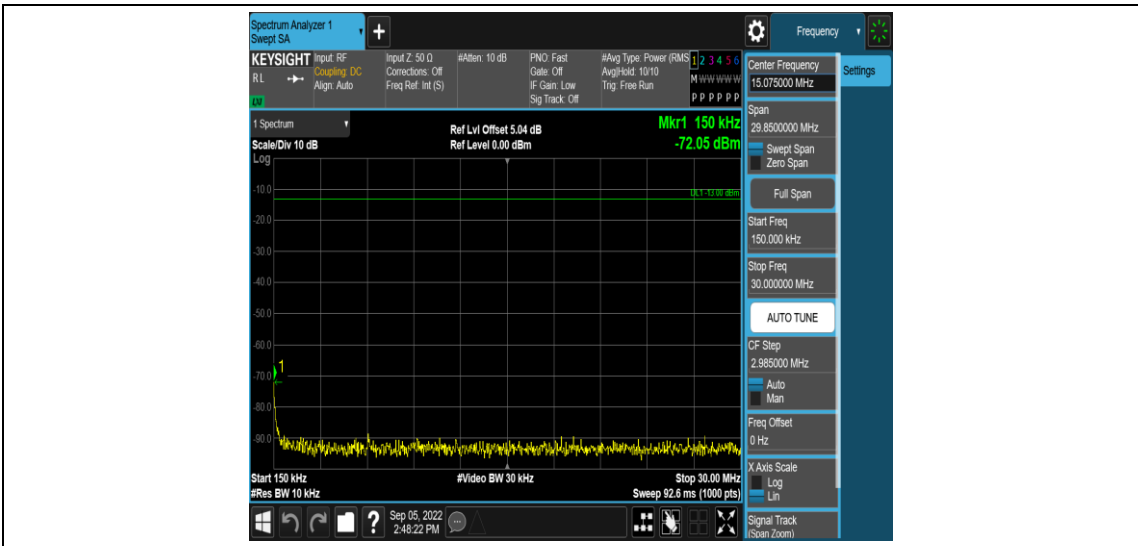 Spectrum Analyzer 1
Swept SA
+
Frequency
KEYSIGHT
RL
LXI
Input: RF
Coupling: DC
Align: Auto
Input Z: 50 Ω
Corrections: Off
Freq Ref: Int (S)
#Atten: 10 dB
PNO: Fast
Gate: Off
IF Gain: Low
Sig Track: Off
#Avg Type: Power (RMS
Avg|Hold: 10/10
Trig: Free Run
1 2 3 4 5 6
M W W W W W
P P P P P P
Center Frequency
15.075000 MHz
Settings
Span
29.8500000 MHz
Swept Span
Zero Span
Full Span
Start Freq
150.000 kHz
Stop Freq
30.000000 MHz
AUTO TUNE
CF Step
2.985000 MHz
Auto
Man
Freq Offset
0 Hz
X Axis Scale
Log
Lin
Signal Track
(Span Zoom)
1 Spectrum
Scale/Div 10 dB
Ref Lvl Offset 5.04 dB
Ref Level 0.00 dBm
Mkr1 150 kHz
-72.05 dBm
Log
DL1 -13.00 dBm
-10.0
-20.0
-30.0
-40.0
-50.0
-60.0
1
-70.0
-80.0
-90.0
Start 150 kHz
#Video BW 30 kHz
Stop 30.00 MHz
#Res BW 10 kHz
Sweep 92.6 ms (1000 pts)
?
Sep 05, 2022
2:48:22 PM